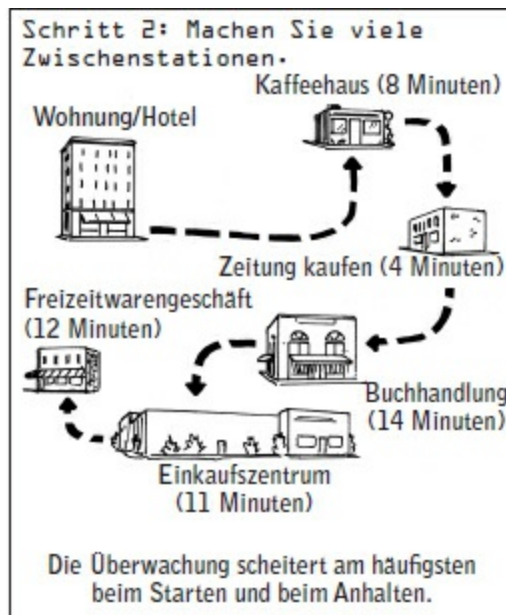 Schritt 2: Machen Sie viele
Zwischenstationen.
Kaffeehaus (8 Minuten)
Wohnung/Hotel
Zeitung kaufen (4 Minuten)
Freizeitwarengeschäft
(12 Minuten)
Buchhandlung
(14 Minuten)
Einkaufszentrum
(11 Minuten)
Die Überwachung scheitert am häufigsten
beim Starten und beim Anhalten.